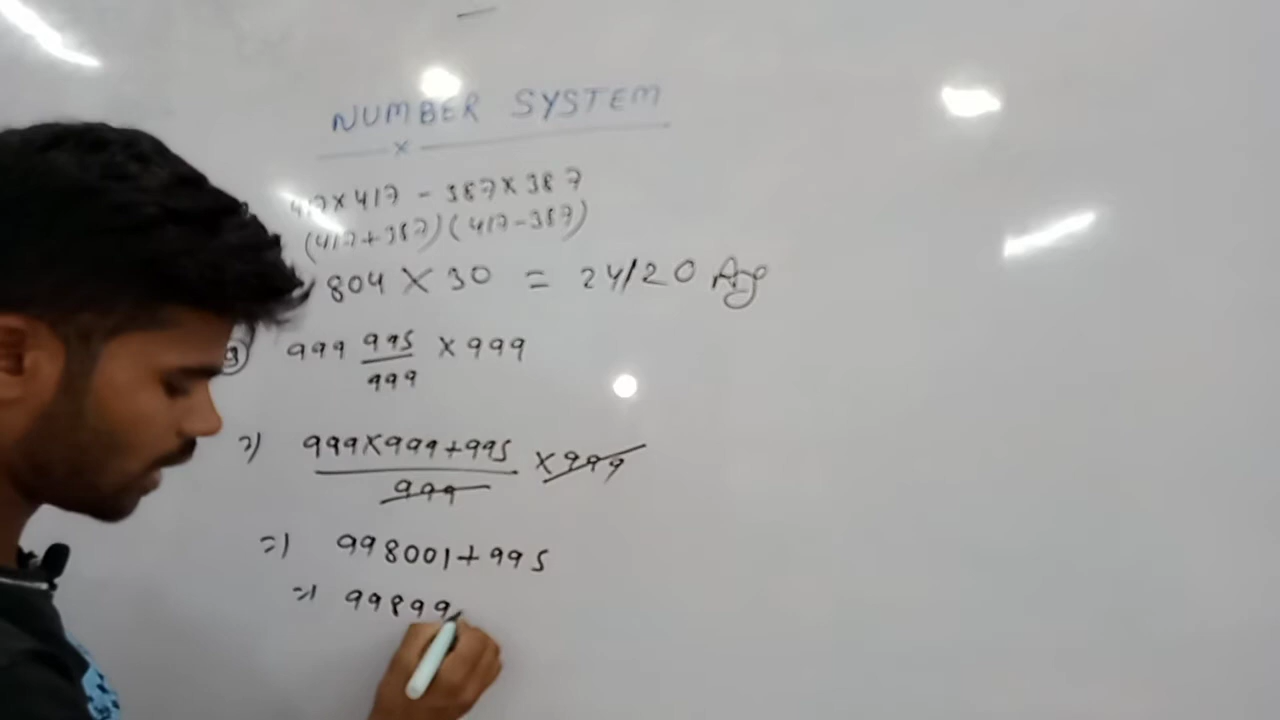 NUMBER SYSTEM
x
417×417 - 387×387
(417+387)(417-387)
804 × 30 = 24120 Ans
9 999 995/999 × 999
=) 999×999+995/999 ×999
=) 998001+995
=) 99899